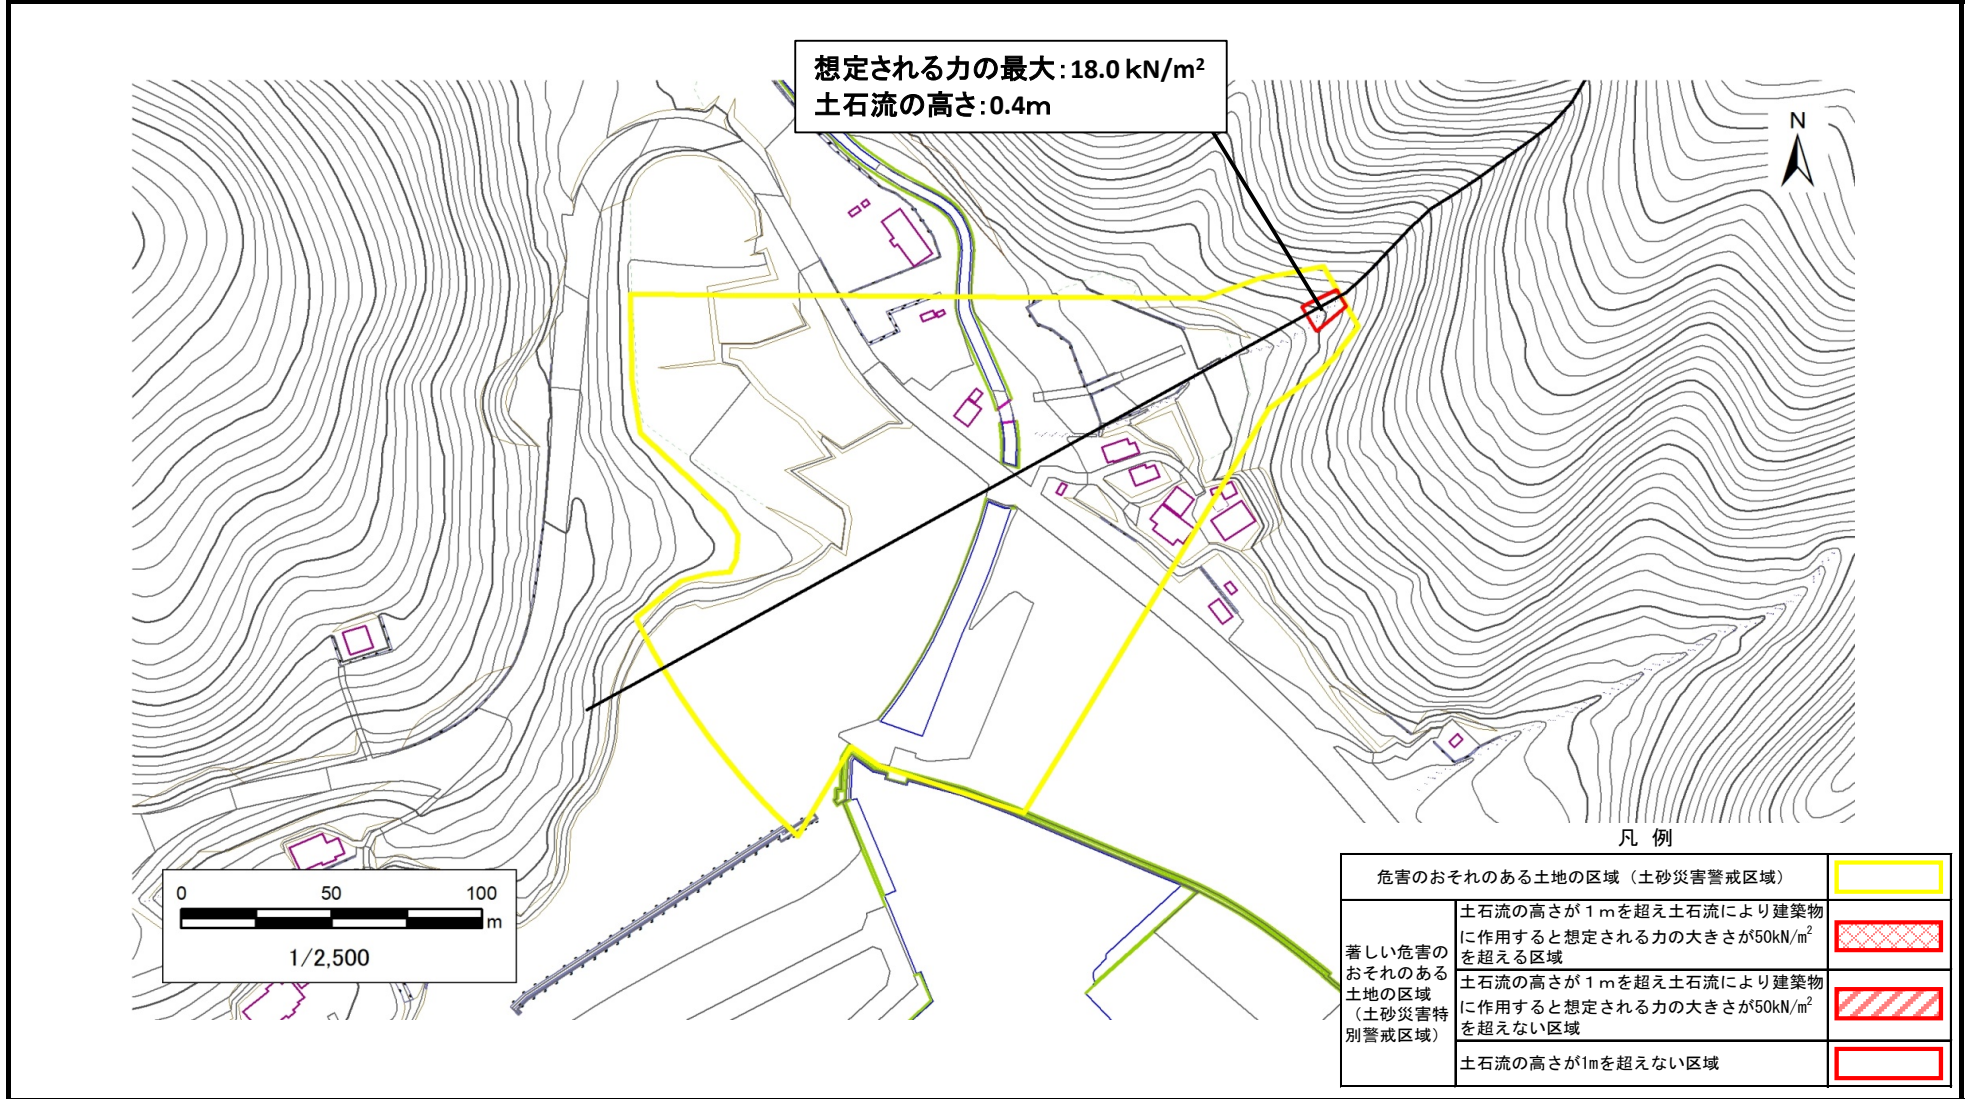 想定される力の最大：18.0 kN/m²
土石流の高さ：0.4m
N
凡 例
危害のおそれのある土地の区域（土砂災害警戒区域）
著しい危害の
おそれのある
土地の区域
（土砂災害特
別警戒区域）
土石流の高さが１ｍを超え土石流により建築物
に作用すると想定される力の大きさが50kN/m²
を超える区域
土石流の高さが１ｍを超え土石流により建築物
に作用すると想定される力の大きさが50kN/m²
を超えない区域
土石流の高さが1mを超えない区域
0 50 100
m
1/2,500